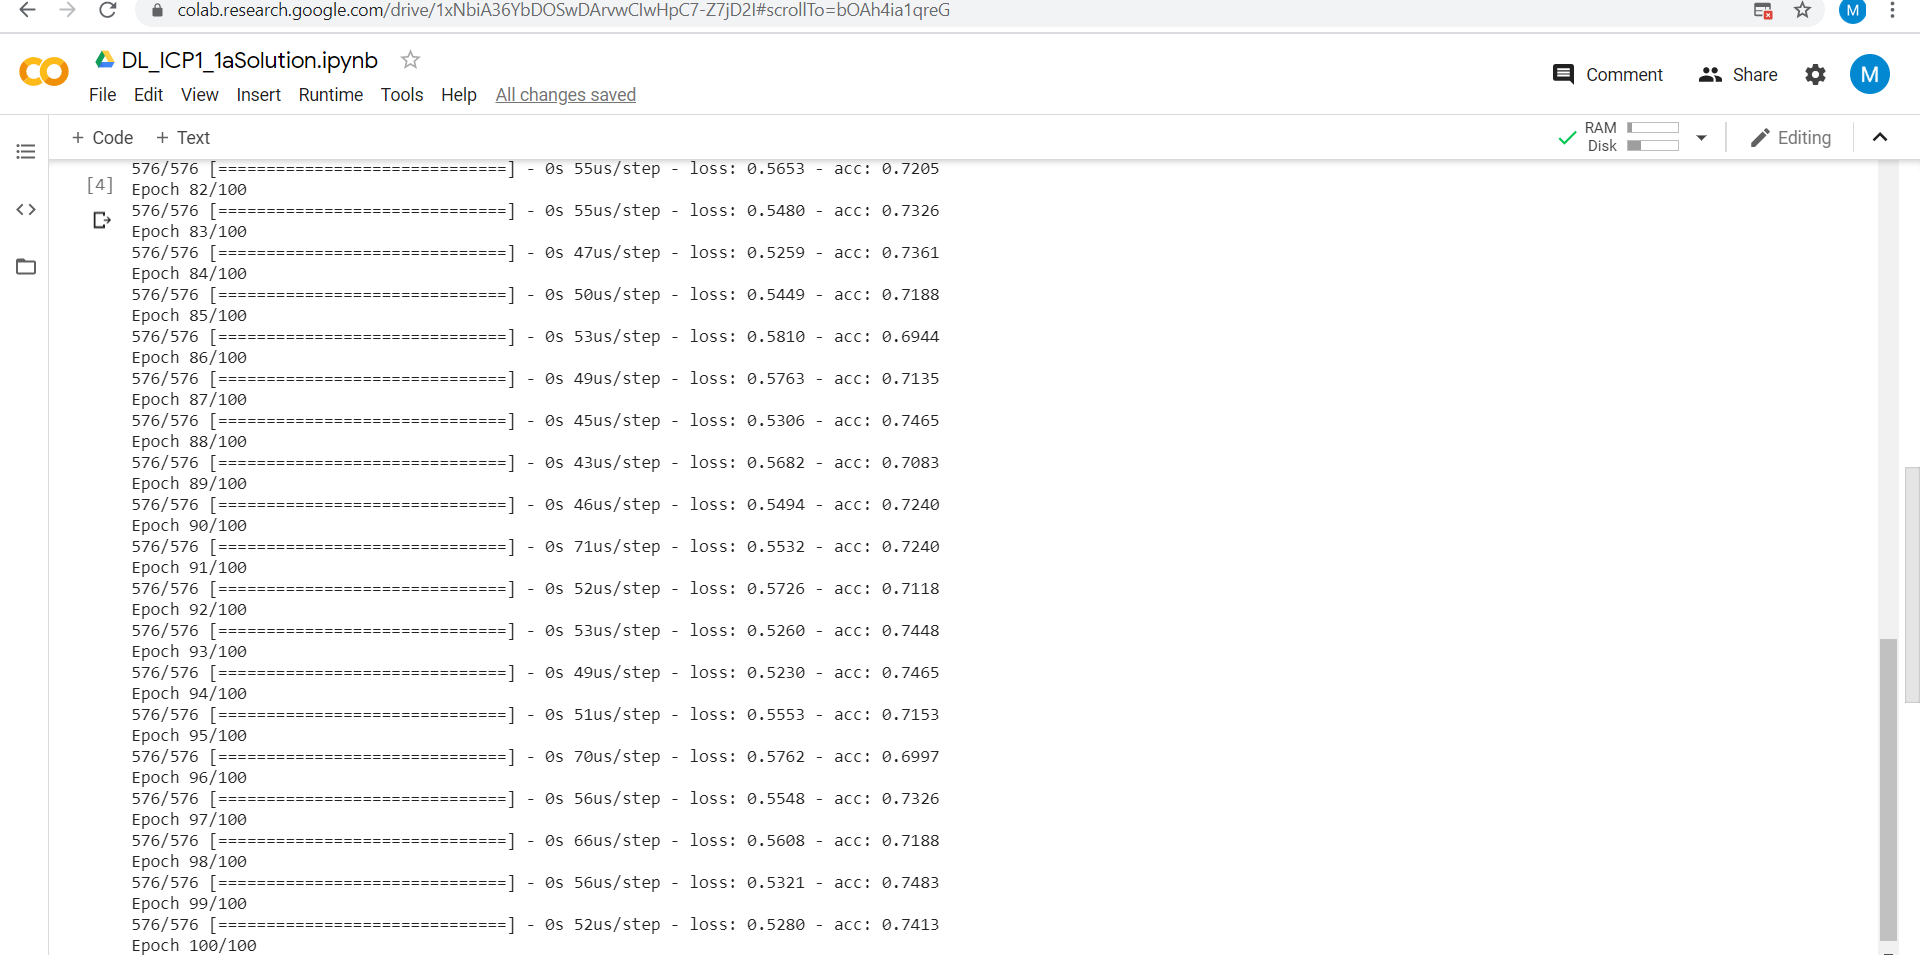 colab.research.google.com/drive/1xNbiA36YbDOSwDArvwCIwHpC7-Z7jD2I#scrollTo=bOAh4ia1qreG
M
DL_ICP1_1aSolution.ipynb
Comment Share M
File Edit View Insert Runtime Tools Help All changes saved
+ Code + Text
RAM
Disk
Editing
[4]
576/576 [==============================] - 0s 55us/step - loss: 0.5653 - acc: 0.7205
Epoch 82/100
576/576 [==============================] - 0s 55us/step - loss: 0.5480 - acc: 0.7326
Epoch 83/100
576/576 [==============================] - 0s 47us/step - loss: 0.5259 - acc: 0.7361
Epoch 84/100
576/576 [==============================] - 0s 50us/step - loss: 0.5449 - acc: 0.7188
Epoch 85/100
576/576 [==============================] - 0s 53us/step - loss: 0.5810 - acc: 0.6944
Epoch 86/100
576/576 [==============================] - 0s 49us/step - loss: 0.5763 - acc: 0.7135
Epoch 87/100
576/576 [==============================] - 0s 45us/step - loss: 0.5306 - acc: 0.7465
Epoch 88/100
576/576 [==============================] - 0s 43us/step - loss: 0.5682 - acc: 0.7083
Epoch 89/100
576/576 [==============================] - 0s 46us/step - loss: 0.5494 - acc: 0.7240
Epoch 90/100
576/576 [==============================] - 0s 71us/step - loss: 0.5532 - acc: 0.7240
Epoch 91/100
576/576 [==============================] - 0s 52us/step - loss: 0.5726 - acc: 0.7118
Epoch 92/100
576/576 [==============================] - 0s 53us/step - loss: 0.5260 - acc: 0.7448
Epoch 93/100
576/576 [==============================] - 0s 49us/step - loss: 0.5230 - acc: 0.7465
Epoch 94/100
576/576 [==============================] - 0s 51us/step - loss: 0.5553 - acc: 0.7153
Epoch 95/100
576/576 [==============================] - 0s 70us/step - loss: 0.5762 - acc: 0.6997
Epoch 96/100
576/576 [==============================] - 0s 56us/step - loss: 0.5548 - acc: 0.7326
Epoch 97/100
576/576 [==============================] - 0s 66us/step - loss: 0.5608 - acc: 0.7188
Epoch 98/100
576/576 [==============================] - 0s 56us/step - loss: 0.5321 - acc: 0.7483
Epoch 99/100
576/576 [==============================] - 0s 52us/step - loss: 0.5280 - acc: 0.7413
Epoch 100/100